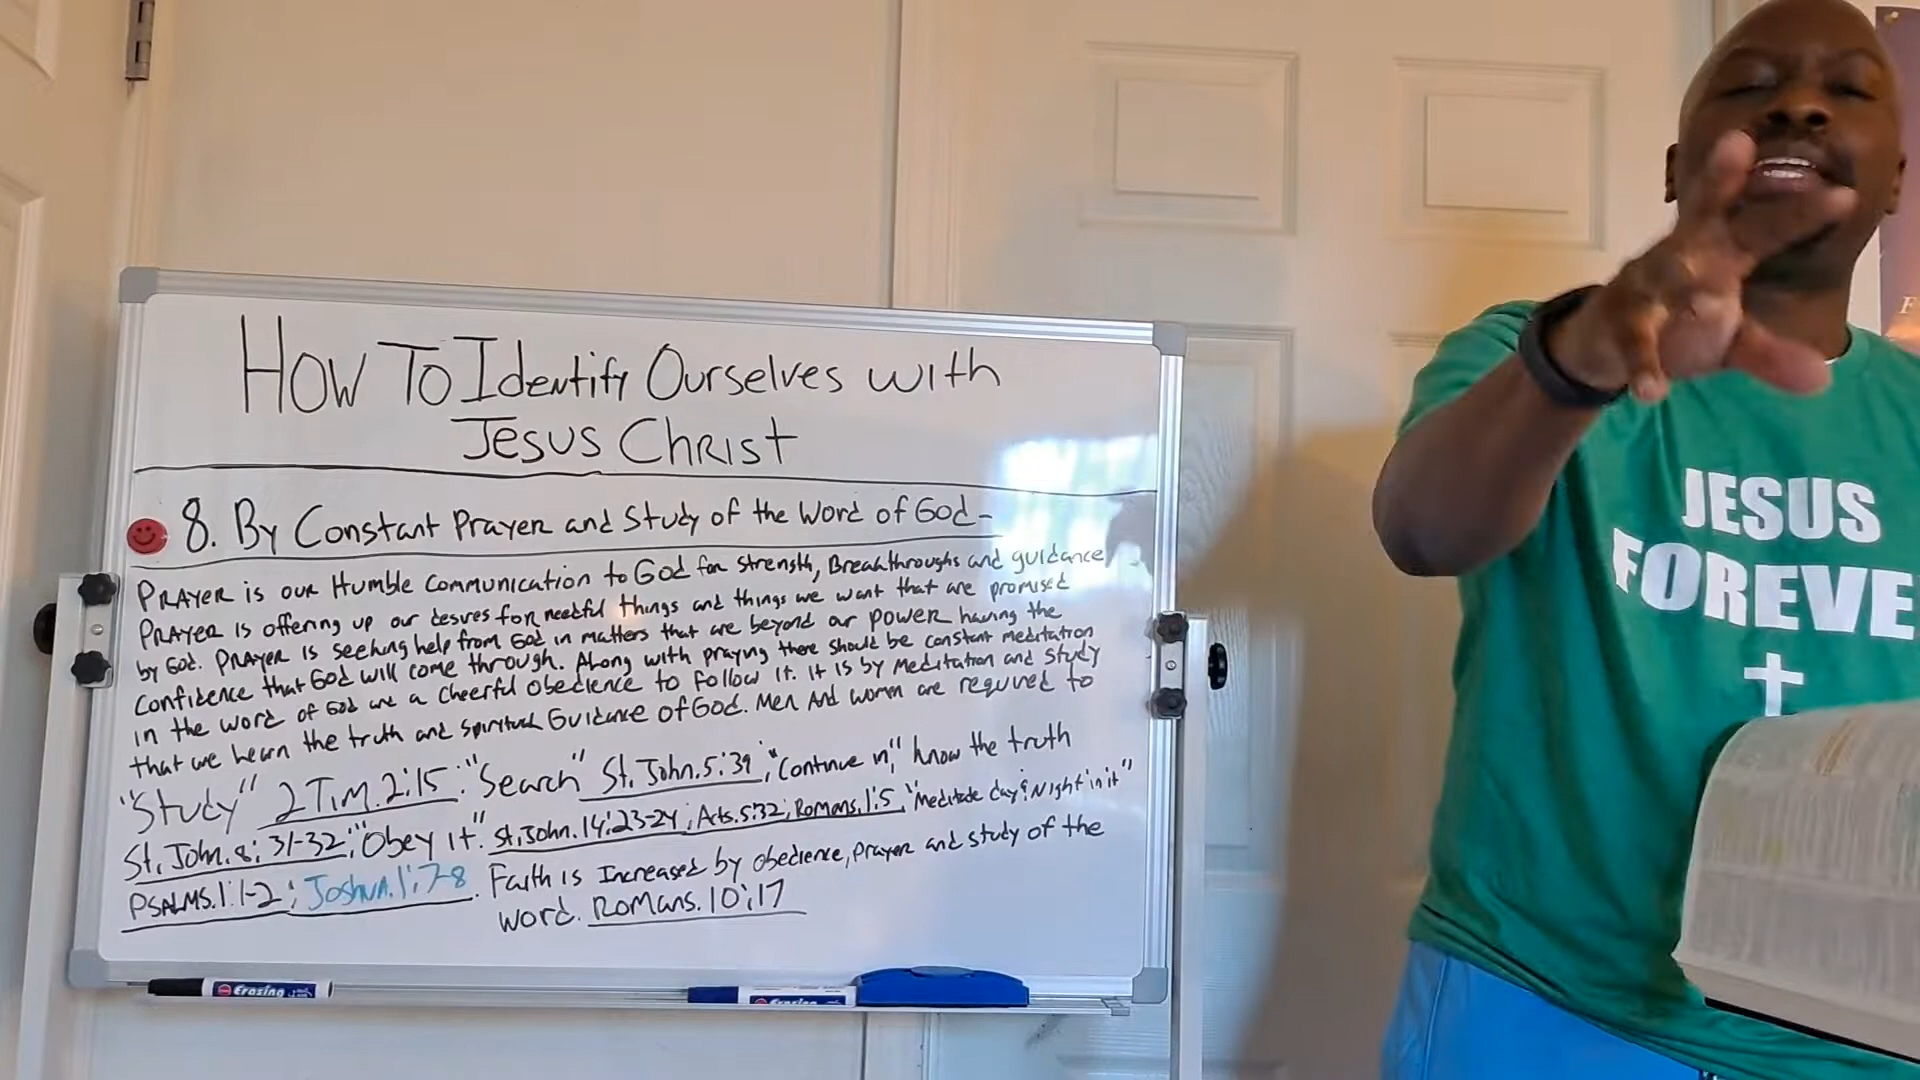 HOW TO Identify OURSELVES WITH
JESUS CHRIST
8. By Constant Prayer and Study of the Word of God-
PRAYER is our Humble Communication to God for Strength, Breakthroughs and guidance
PRAYER IS offering up our desires for needful things and things we want that are promised
by God. PRAYER IS seeking help from God in matters that are beyond our power having the
Confidence that God will come through. Along with praying there should be constant meditation
in the word of God and a cheerful obedience to follow it. It is by Meditation and study
that we learn the truth and Spiritual Guidance of God. Men And women are required to
"Study" 2 Tim. 2:15: "Search" St. John. 5:39; "Continue in," know the truth
St. John. 8:31-32; "Obey it". St. John. 14:23-24; Acts. 5:32; Romans. 1:5, "Meditate day & Night in it"
PSALMS. 1:1-2; Joshua. 1:7-8. Faith is Increased by obedience, prayer and study of the
word. Romans. 10:17
Erasing
Erasing
JESUS
FOREVE
F